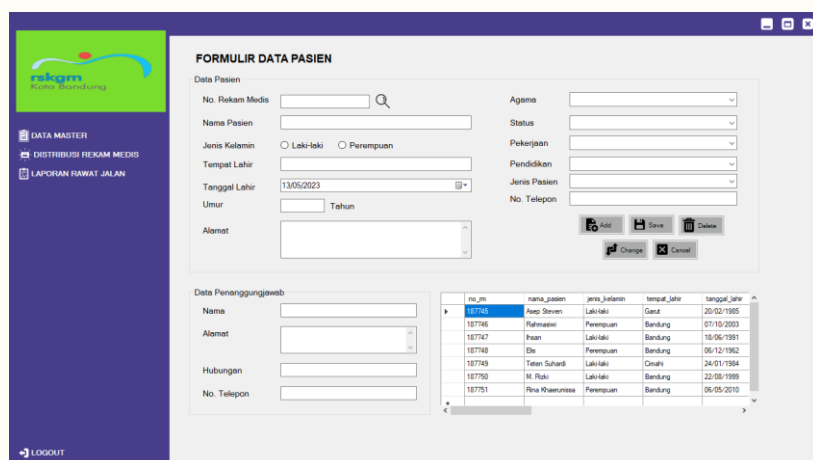 rskgm
Kota Bandung
DATA MASTER
DISTRIBUSI REKAM MEDIS
LAPORAN RAWAT JALAN
LOGOUT
FORMULIR DATA PASIEN
Data Pasien
No. Rekam Medis
Nama Pasien
Jenis Kelamin Laki-laki Perempuan
Tempat Lahir
Tanggal Lahir 13/05/2023
Umur Tahun
Alamat
Agama
Status
Pekerjaan
Pendidikan
Jenis Pasien
No. Telepon
Add Save Delete
Change Cancel
Data Penanggungjawab
Nama
Alamat
Hubungan
No. Telepon
no_rm nama_pasien jenis_kelamin tempat_lahir tanggal_lahir
187745 Asep Steven Laki-laki Garut 20/02/1985
187746 Rahmaswi Perempuan Bandung 07/10/2003
187747 Ihsan Laki-laki Bandung 18/06/1991
187748 Elis Perempuan Bandung 06/12/1962
187749 Teten Suhardi Laki-laki Cimahi 24/01/1984
187750 M. Rizki Laki-laki Bandung 22/08/1999
187751 Rina Khaerunissa Perempuan Bandung 06/05/2010